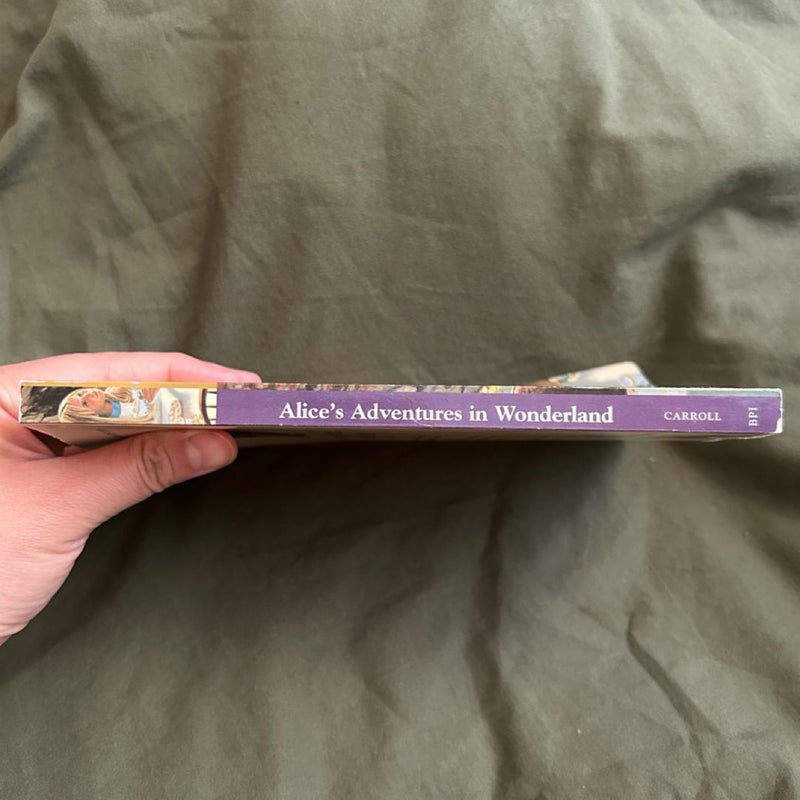 Alice's Adventures in Wonderland
CARROLL
BPI